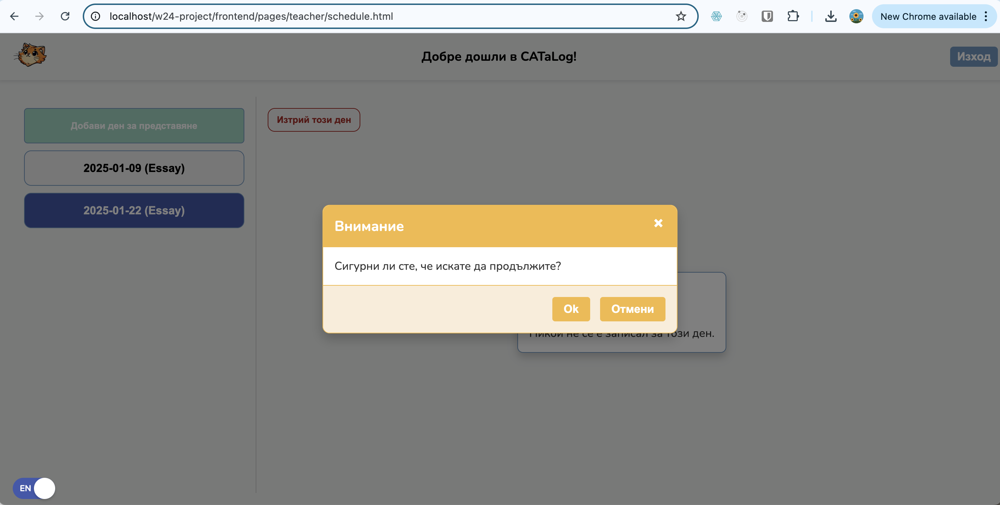 localhost/w24-project/frontend/pages/teacher/schedule.html
New Chrome available
Добре дошли в CATaLog!
Изход
Добави ден за представяне
2025-01-09 (Essay)
2025-01-22 (Essay)
Изтрий този ден
Внимание
Сигурни ли сте, че искате да продължите?
Ok
Отмени
Никой не се е записал за този ден.
EN